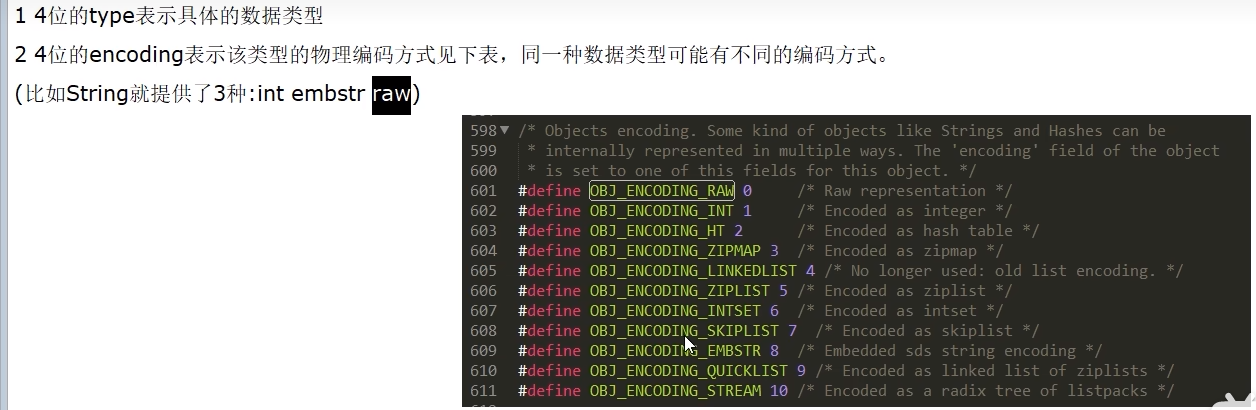 1 4位的type表示具体的数据类型
2 4位的encoding表示该类型的物理编码方式见下表，同一种数据类型可能有不同的编码方式。
(比如String就提供了3种:int embstr raw)
598 /* Objects encoding. Some kind of objects like Strings and Hashes can be
599 * internally represented in multiple ways. The 'encoding' field of the object
600 * is set to one of this fields for this object. */
601 #define OBJ_ENCODING_RAW 0 /* Raw representation */
602 #define OBJ_ENCODING_INT 1 /* Encoded as integer */
603 #define OBJ_ENCODING_HT 2 /* Encoded as hash table */
604 #define OBJ_ENCODING_ZIPMAP 3 /* Encoded as zipmap */
605 #define OBJ_ENCODING_LINKEDLIST 4 /* No longer used: old list encoding. */
606 #define OBJ_ENCODING_ZIPLIST 5 /* Encoded as ziplist */
607 #define OBJ_ENCODING_INTSET 6 /* Encoded as intset */
608 #define OBJ_ENCODING_SKIPLIST 7 /* Encoded as skiplist */
609 #define OBJ_ENCODING_EMBSTR 8 /* Embedded sds string encoding */
610 #define OBJ_ENCODING_QUICKLIST 9 /* Encoded as linked list of ziplists */
611 #define OBJ_ENCODING_STREAM 10 /* Encoded as a radix tree of listpacks */